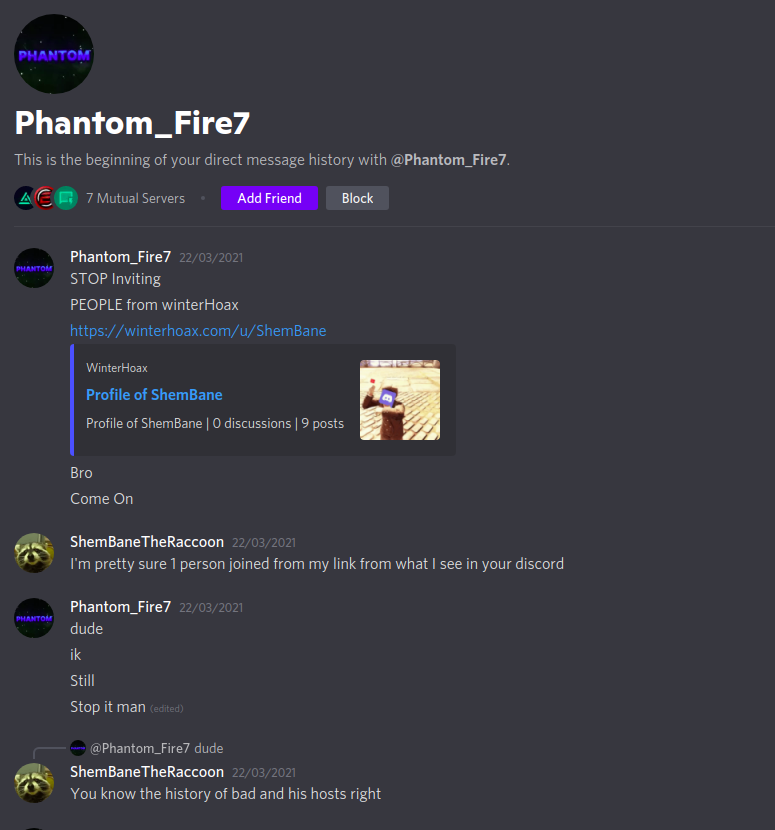 PHANTOM
Phantom_Fire7
This is the beginning of your direct message history with @Phantom_Fire7.
7 Mutual Servers • Add Friend Block
PHANTOM
Phantom_Fire7 22/03/2021
STOP Inviting
PEOPLE from winterHoax
https://winterhoax.com/u/ShemBane
WinterHoax
Profile of ShemBane
Profile of ShemBane | 0 discussions | 9 posts
Bro
Come On
ShemBaneTheRaccoon 22/03/2021
I'm pretty sure 1 person joined from my link from what I see in your discord
PHANTOM
Phantom_Fire7 22/03/2021
dude
ik
Still
Stop it man (edited)
@Phantom_Fire7 dude
ShemBaneTheRaccoon 22/03/2021
You know the history of bad and his hosts right